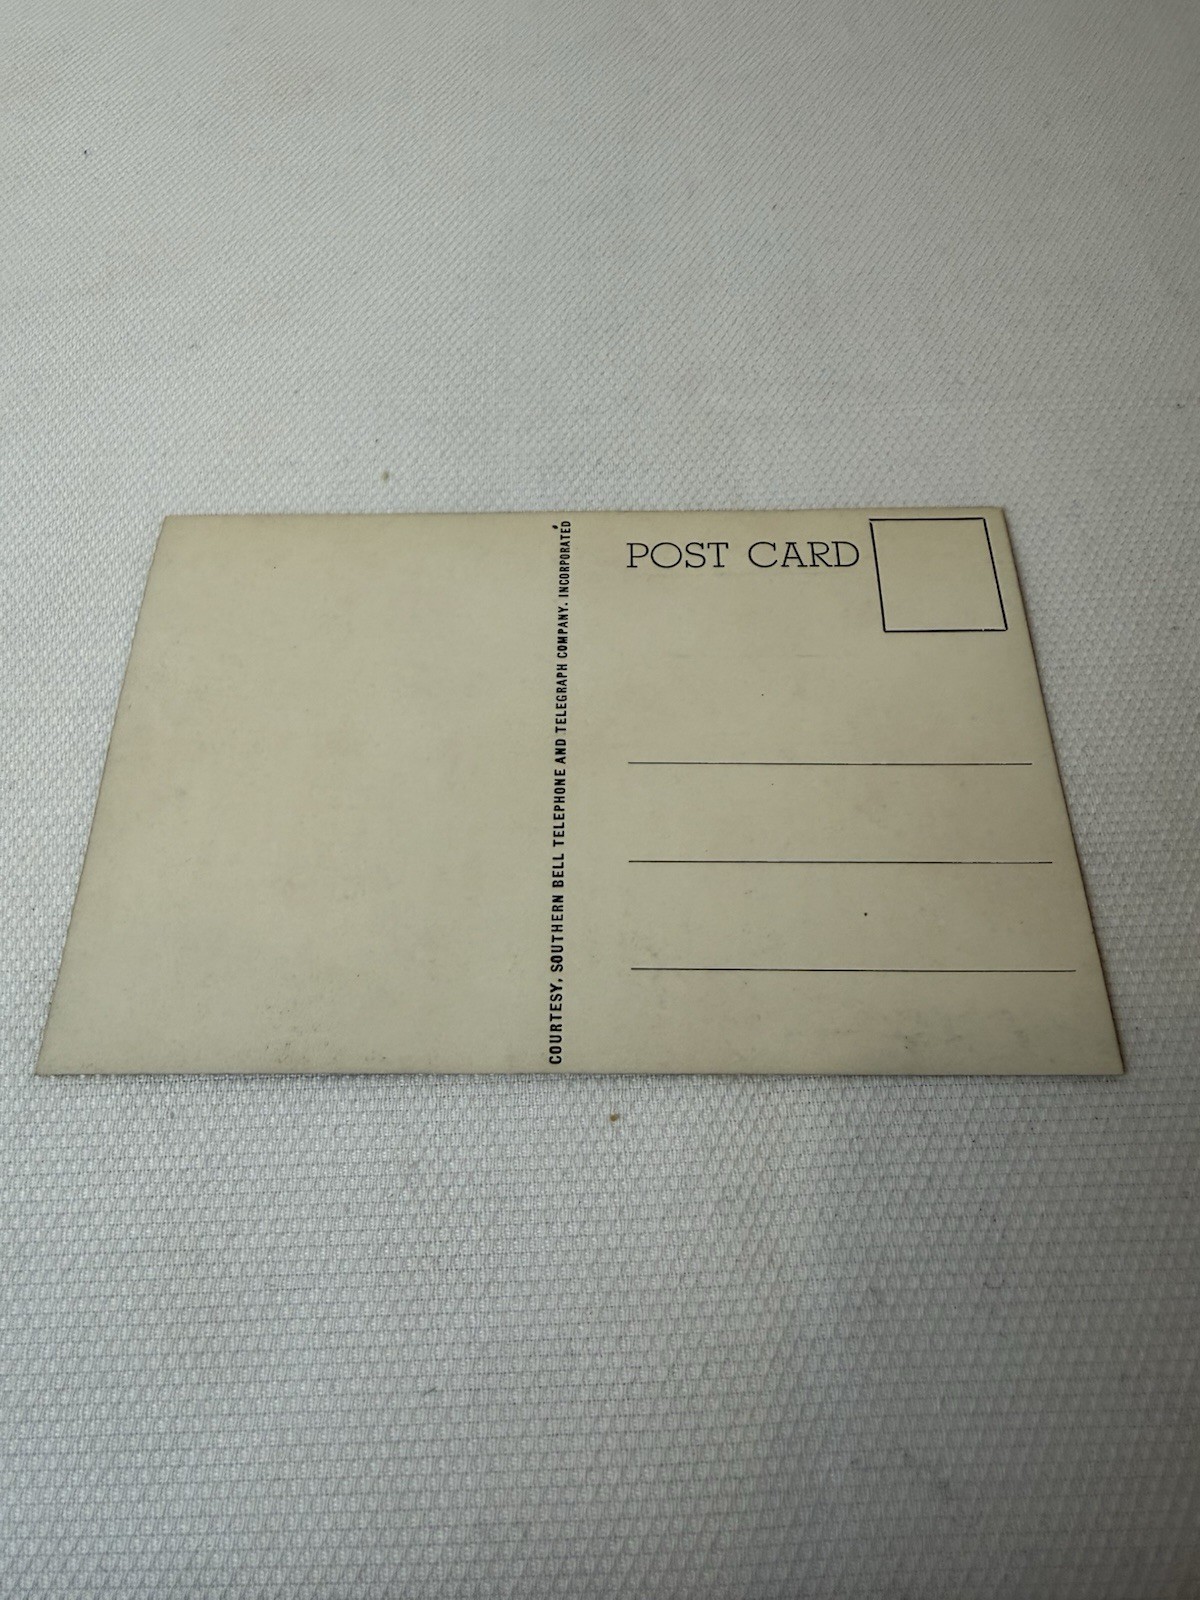 COURTESY, SOUTHERN BELL TELEPHONE AND TELEGRAPH COMPANY, INCORPORATED
POST CARD